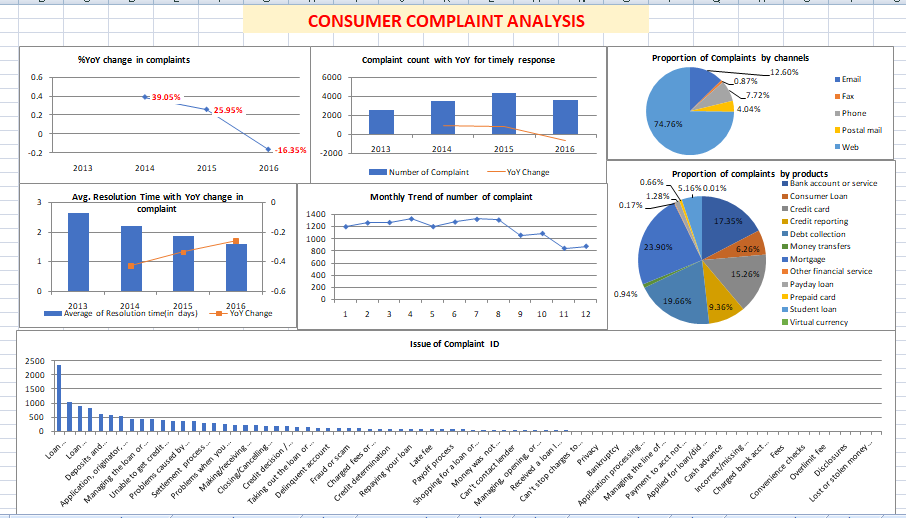 CONSUMER COMPLAINT ANALYSIS
%YoY change in complaints
0.6
0.4
0.2
0
-0.2
39.05%
25.95%
-16.35%
2013 2014 2015 2016
Complaint count with YoY for timely response
6000
4000
2000
0
-2000
2013 2014 2015 2016
Number of Complaint YoY Change
Proportion of Complaints by channels
12.60%
0.87%
7.72%
4.04%
74.76%
Email
Fax
Phone
Postal mail
Web
Avg. Resolution Time with YoY change in
complaint
3
2
1
0
0
-0.2
-0.4
-0.6
2013 2014 2015 2016
Average of Resolution time(in days) YoY Change
Monthly Trend of number of complaint
1400
1200
1000
800
600
400
200
0
1 2 3 4 5 6 7 8 9 10 11 12
Proportion of complaints by products
0.66%
5.16% 0.01%
1.28%
0.17%
17.35%
6.26%
15.26%
9.36%
19.66%
0.94%
23.90%
Bank account or service
Consumer Loan
Credit card
Credit reporting
Debt collection
Money transfers
Mortgage
Other financial service
Payday loan
Prepaid card
Student loan
Virtual currency
Issue of Complaint ID
2500
2000
1500
1000
500
0
Loan...
Loan...
Deposits and...
Application, originator,...
Managing the loan or...
Unable to get credit...
Problems caused by...
Settlement process...
Problems when you...
Making/receiving...
Closing/Cancelling...
Credit decision /...
Taking out the loan or...
Delinquent account
Fraud or scam
Charged fees or...
Credit determination
Repaying your loan
Late fee
Payoff process
Shopping for a loan or...
Money was not...
Can't contact lender
Managing, opening, or...
Received a loan I...
Can't stop charges to...
Privacy
Bankruptcy
Application processing...
Managing the line of...
Payment to acct not...
Applied for loan/did...
Cash advance
Incorrect/missing...
Charged bank acct...
Fees
Convenience checks
Overlimit fee
Disclosures
Lost or stolen money...